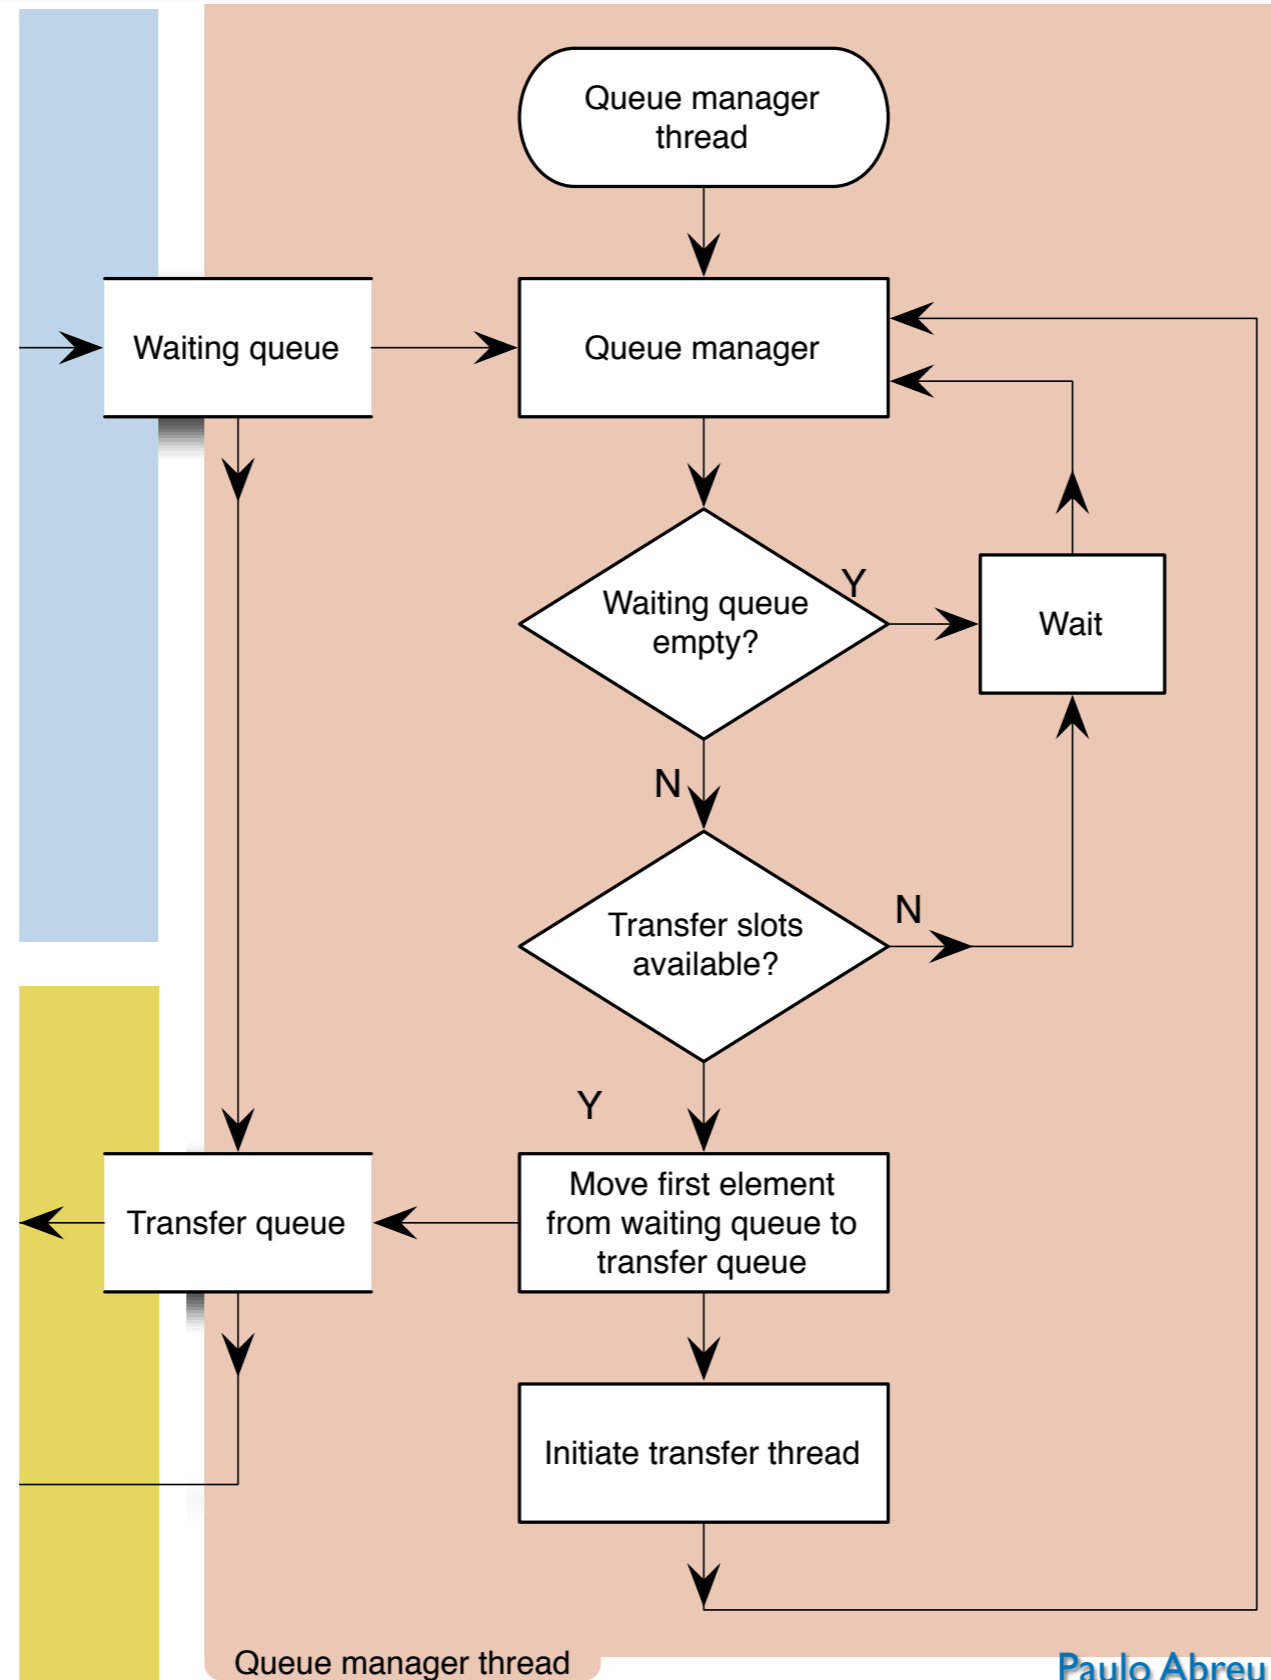 Queue manager
thread
Waiting queue
Queue manager
Y
Waiting queue
empty?
Wait
N
N
Transfer slots
available?
Y
Move first element
from waiting queue to
transfer queue
Transfer queue
Initiate transfer thread
Queue manager thread
Paulo Abreu